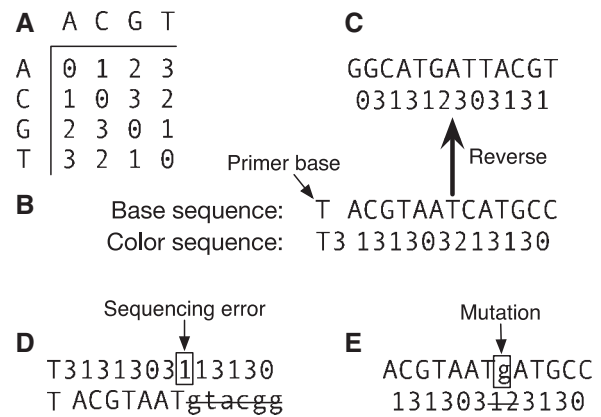 A
A C G T
A 0 1 2 3
C 1 0 3 2
G 2 3 0 1
T 3 2 1 0
C
GGCATGATTACGT
031312303131
Reverse
Primer base
B
Base sequence: T ACGTAATCATGCC
Color sequence: T3 131303213130
D
Sequencing error
T3131303113130
T ACGTAATgtacgg
E
Mutation
ACGTAATgATGCC
131303123130